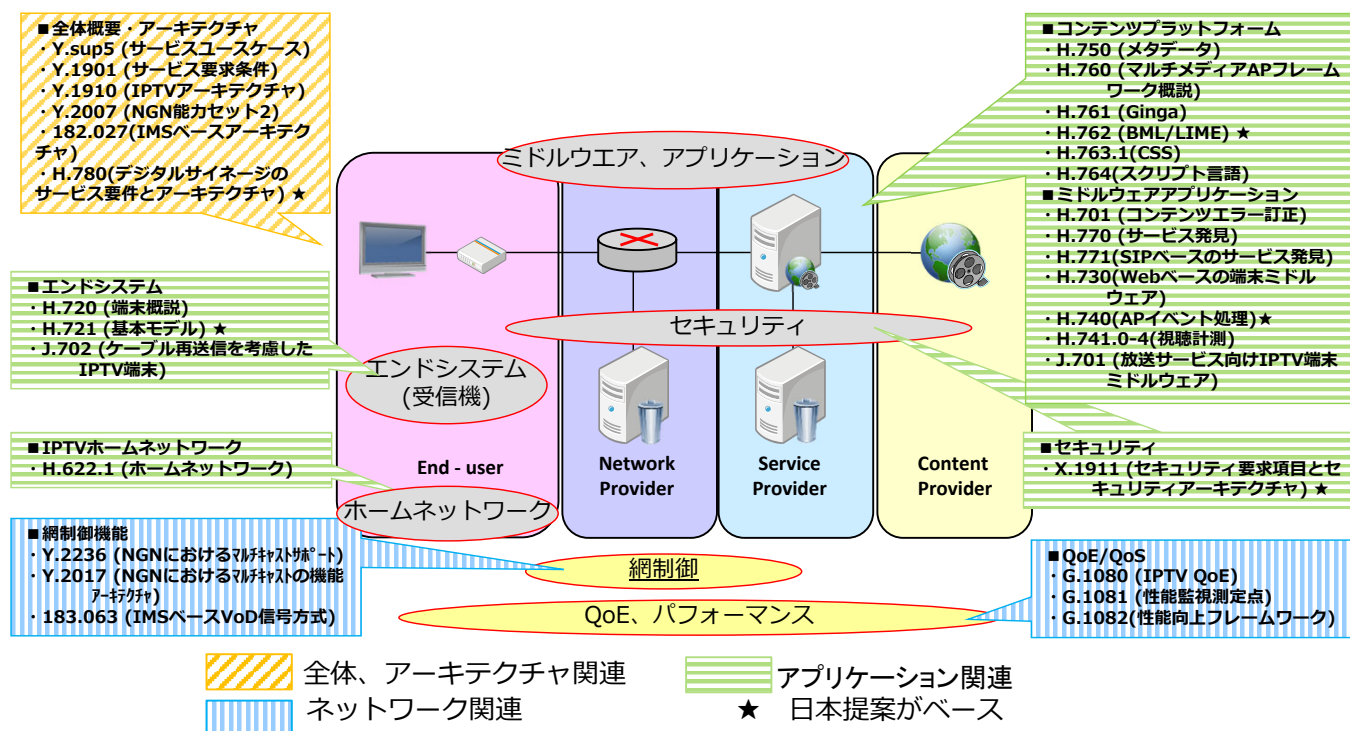 ■全体概要・アーキテクチャ
・Y.sup5 (サービスユースケース)
・Y.1901 (サービス要求条件)
・Y.1910 (IPTVアーキテクチャ)
・Y.2007 (NGN能力セット2)
・182.027(IMSベースアーキテク
チャ)
・H.780(デジタルサイネージの
サービス要件とアーキテクチャ) ★
■エンドシステム
・H.720 (端末概説)
・H.721 (基本モデル) ★
・J.702 (ケーブル再送信を考慮した
IPTV端末)
■IPTVホームネットワーク
・H.622.1 (ホームネットワーク)
■網制御機能
・Y.2236 (NGNにおけるﾏﾙﾁｷｬｽﾄｻﾎﾟｰﾄ)
・Y.2017 (NGNにおけるﾏﾙﾁｷｬｽﾄの機能
ｱｰｷﾃｸﾁｬ)
・183.063 (IMSベースVoD信号方式)
ミドルウエア、アプリケーション
セキュリティ
エンドシステム
(受信機)
End - user
Network
Provider
Service
Provider
Content
Provider
ホームネットワーク
網制御
QoE、パフォーマンス
■コンテンツプラットフォーム
・H.750 (メタデータ)
・H.760 (マルチメディアAPフレーム
ワーク概説)
・H.761 (Ginga)
・H.762 (BML/LIME) ★
・H.763.1(CSS)
・H.764(スクリプト言語)
■ミドルウェアアプリケーション
・H.701 (コンテンツエラー訂正)
・H.770 (サービス発見)
・H.771(SIPベースのサービス発見)
・H.730(Webベースの端末ミドル
ウェア)
・H.740(APイベント処理)★
・H.741.0-4(視聴計測)
・J.701 (放送サービス向けIPTV端末
ミドルウェア)
■セキュリティ
・X.1911 (セキュリティ要求項目とセ
キュリティアーキテクチャ) ★
■QoE/QoS
・G.1080 (IPTV QoE)
・G.1081 (性能監視測定点)
・G.1082(性能向上フレームワーク)
全体、アーキテクチャ関連
アプリケーション関連
ネットワーク関連
★ 日本提案がベース